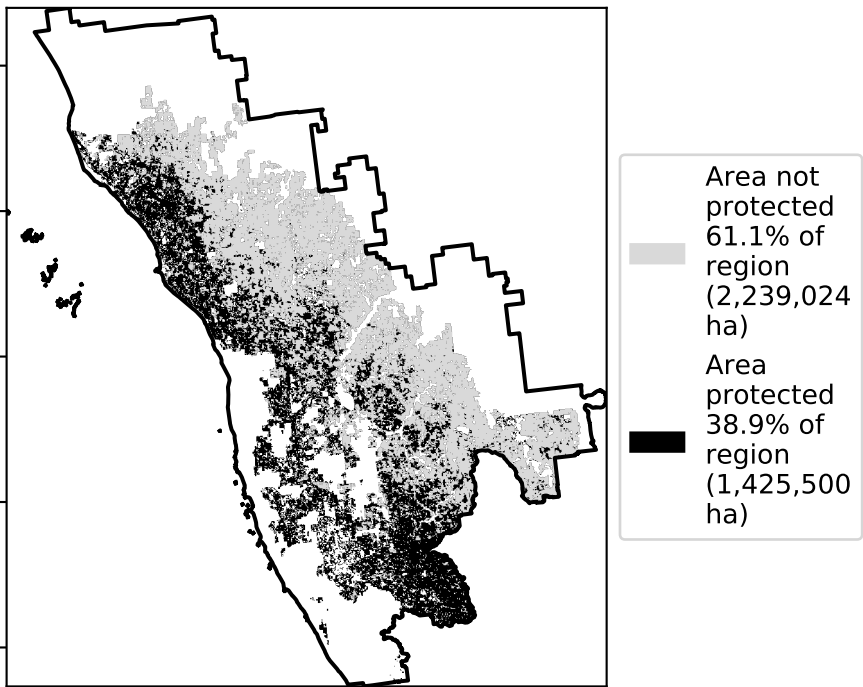 Area not
protected
61.1% of
region
(2,239,024
ha)
Area
protected
38.9% of
region
(1,425,500
ha)